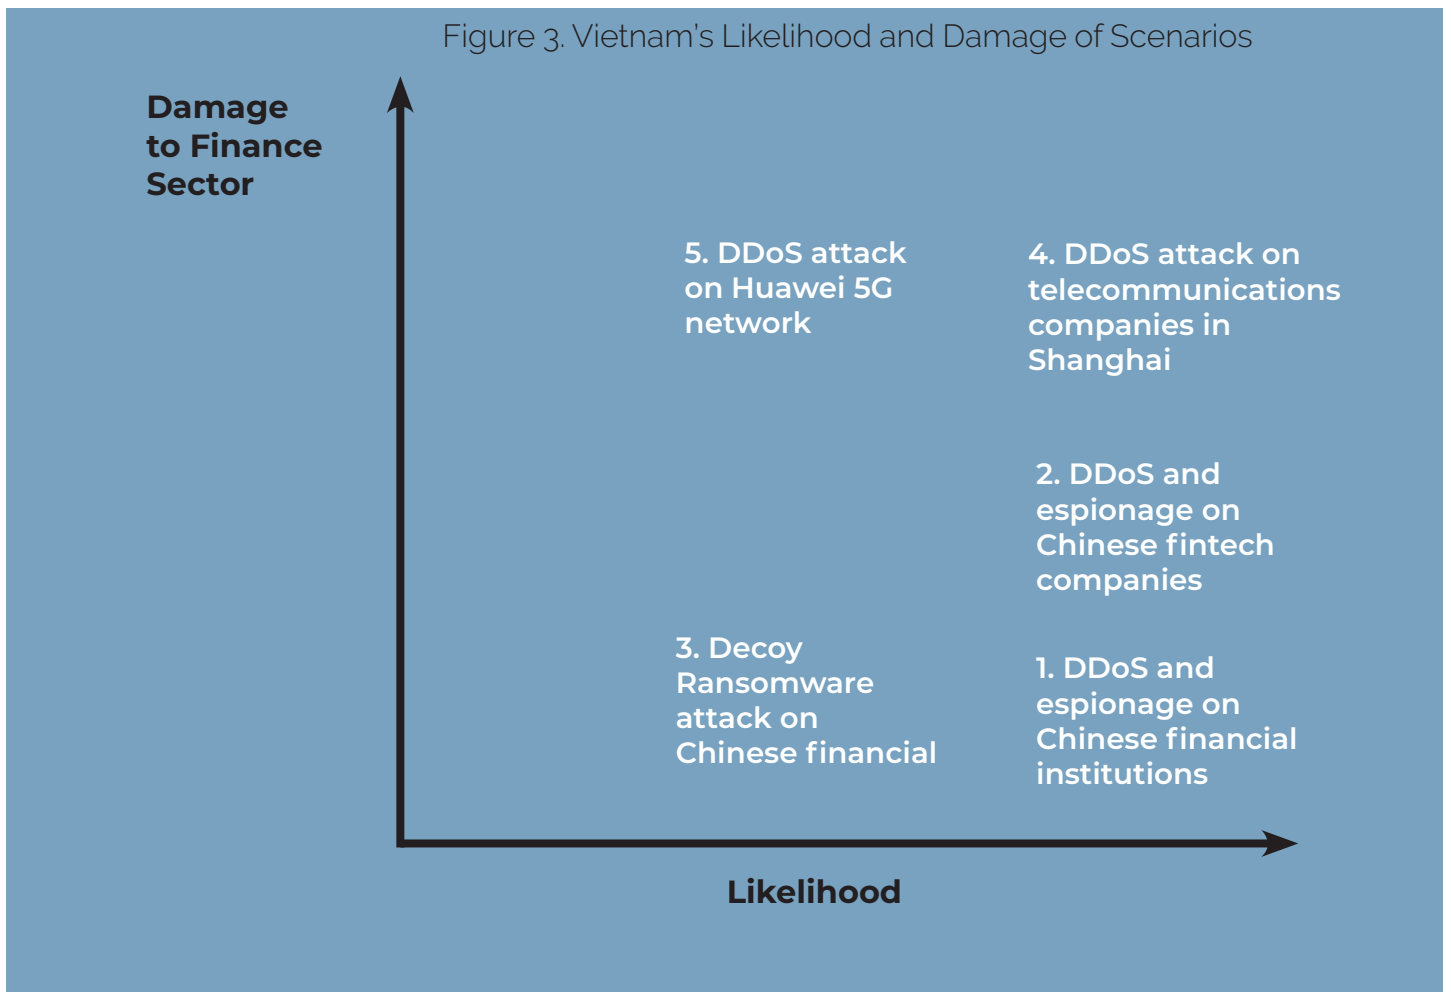 Figure 3. Vietnam's Likelihood and Damage of Scenarios
Damage
to Finance
Sector
5. DDoS attack
on Huawei 5G
network
4. DDoS attack on
telecommunications
companies in
Shanghai
2. DDoS and
espionage on
Chinese fintech
companies
3. Decoy
Ransomware
attack on
Chinese financial
1. DDoS and
espionage on
Chinese financial
institutions
Likelihood